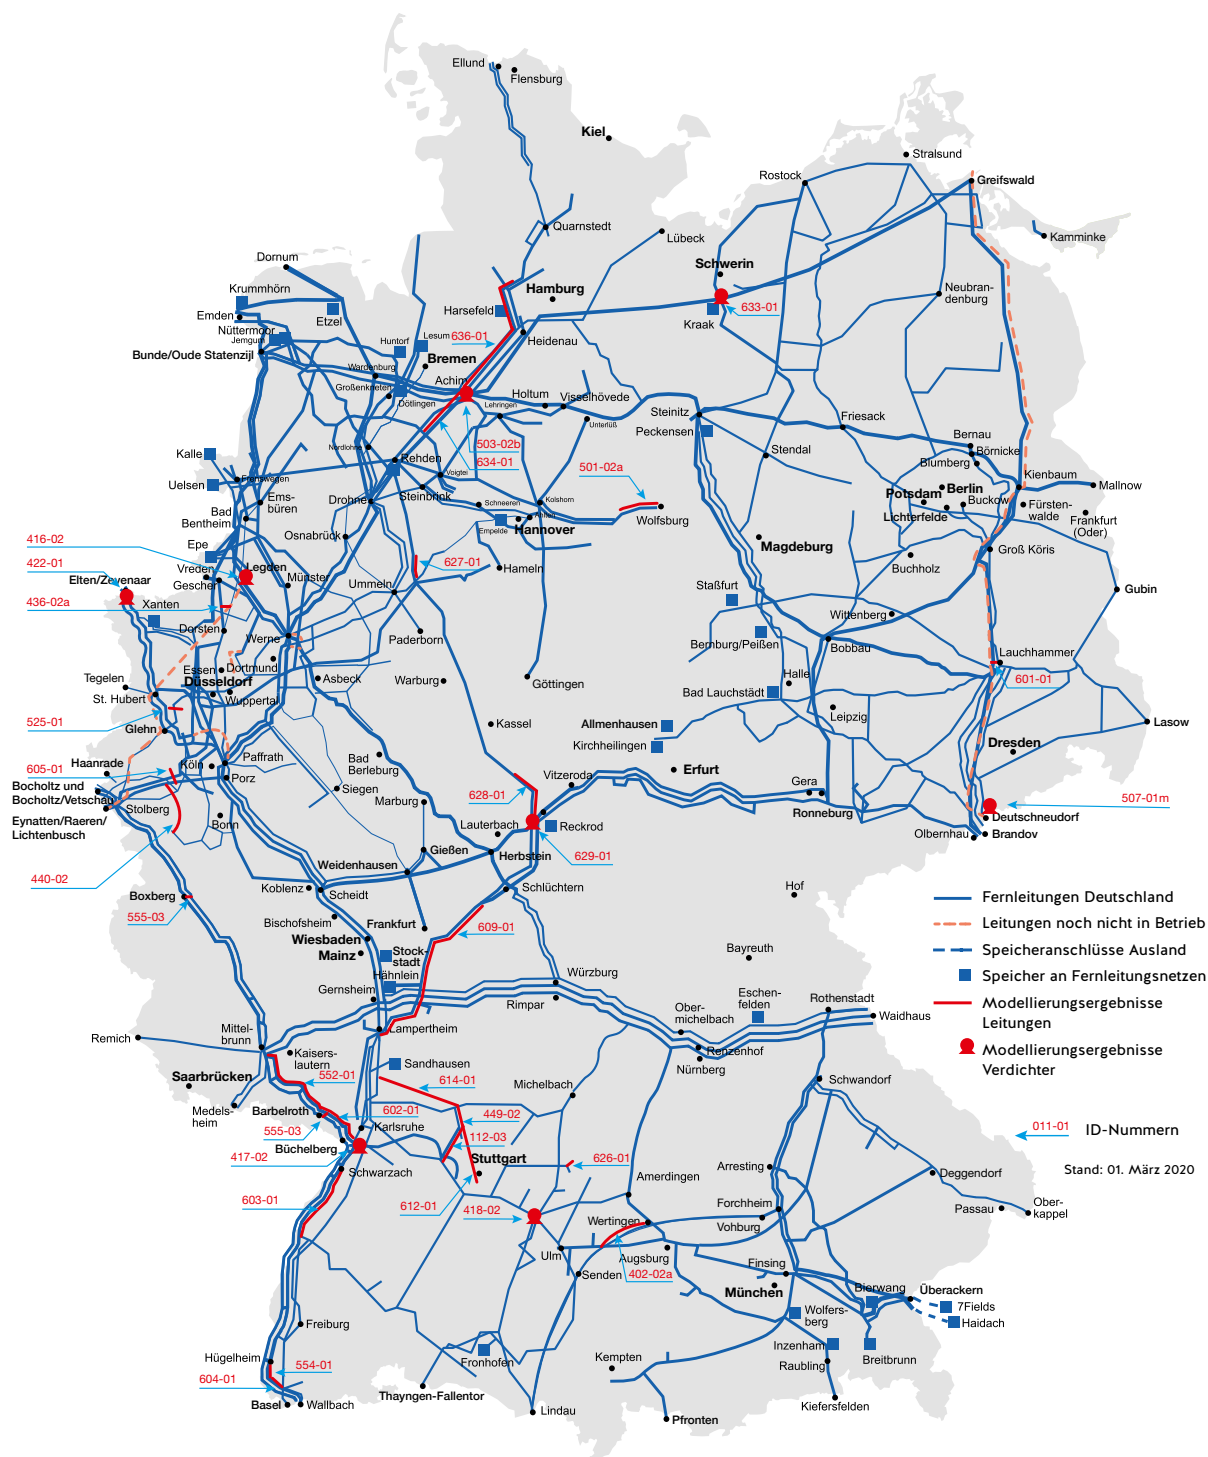 Ellund
Flensburg
Kiel
Stralsund
Rostock
Greifswald
Quarnstedt
Lübeck
Kamminke
Dornum
Schwerin
Krummhörn
Hamburg
Neubran-
denburg
Emden
Etzel
Harsefeld
633-01
Kraak
Nüttermoor
Jemgum
Huntorf
Lesum
636-01
Heidenau
Bunde/Oude Statenzijl
Bremen
Wardenburg
Achim
Großenkneten
Dötlingen
Holtum
Visselhövede
Lehringen
Unterlüß
Steinitz
Peckensen
Friesack
Bernau
Börnicke
Blumberg
503-02b
634-01
Nordlohne
Kalle
Rehden
501-02a
Stendal
Uelsen
Frenswegen
Voigtei
Kienbaum
Mallnow
Ems-
büren
Drohne
Steinbrink
Schneeren
Kolshorn
Potsdam
Berlin
Buckow
Lichterfelde
Fürsten-
walde
Frankfurt
(Oder)
Bad
Bentheim
Ahlten
Empelde
Hannover
Wolfsburg
416-02
Epe
Osnabrück
Magdeburg
Groß Köris
422-01
Vreden
Legden
627-01
Hameln
Buchholz
Elten/Zevenaar
Gescher
Münster
Ummeln
Staßfurt
Gubin
436-02a
Xanten
Wittenberg
Dorsten
Werne
Paderborn
Bernburg/Peißen
Bobbau
Lauchhammer
601-01
Essen
Dortmund
Tegelen
Düsseldorf
Asbeck
Warburg
Göttingen
Halle
Bad Lauchstädt
St. Hubert
Wuppertal
525-01
Glehn
Kassel
Allmenhausen
Leipzig
Lasow
Kirchheilingen
Dresden
Haanrade
Paffrath
Bad
Berleburg
605-01
Köln
Porz
Siegen
Vitzeroda
Erfurt
Gera
Ronneburg
Bocholtz und
Bocholtz/Vetschau
Stolberg
Marburg
628-01
507-01m
Eynatten/Raeren/
Lichtenbusch
Bonn
Lauterbach
Reckrod
Deutschneudorf
Olbernhau
Brandov
Gießen
Herbstein
629-01
440-02
Weidenhausen
Boxberg
Koblenz
Scheidt
Schlüchtern
Hof
555-03
Bischofsheim
Frankfurt
609-01
Wiesbaden
Mainz
Stock-
stadt
Bayreuth
Hähnlein
Gernsheim
Würzburg
Rimpar
Eschen-
felden
Rothenstadt
Waidhaus
Ober-
michelbach
Lampertheim
Remich
Mittel-
brunn
Renzenhof
Nürnberg
Kaisers-
lautern
Sandhausen
Saarbrücken
552-01
614-01
Michelbach
Schwandorf
Medels-
heim
Barbelroth
602-01
449-02
555-03
Karlsruhe
112-03
Büchelberg
417-02
Stuttgart
626-01
Arresting
Deggendorf
Schwarzach
Amerdingen
603-01
612-01
418-02
Forchheim
Vohburg
Passau
Ober-
kappel
Wertingen
Ulm
Augsburg
402-02a
Finsing
Senden
München
Bierwang
Überackern
7Fields
Haidach
Wolfers-
berg
Freiburg
Inzenham
Breitbrunn
Raubling
Hügelheim
Fronhofen
Kempten
554-01
604-01
Thayngen-Fallentor
Kiefersfelden
Basel
Wallbach
Lindau
Pfronten
Fernleitungen Deutschland
Leitungen noch nicht in Betrieb
Speicheranschlüsse Ausland
Speicher an Fernleitungsnetzen
Modellierungsergebnisse
Leitungen
Modellierungsergebnisse
Verdichter
011-01
ID-Nummern
Stand: 01. März 2020